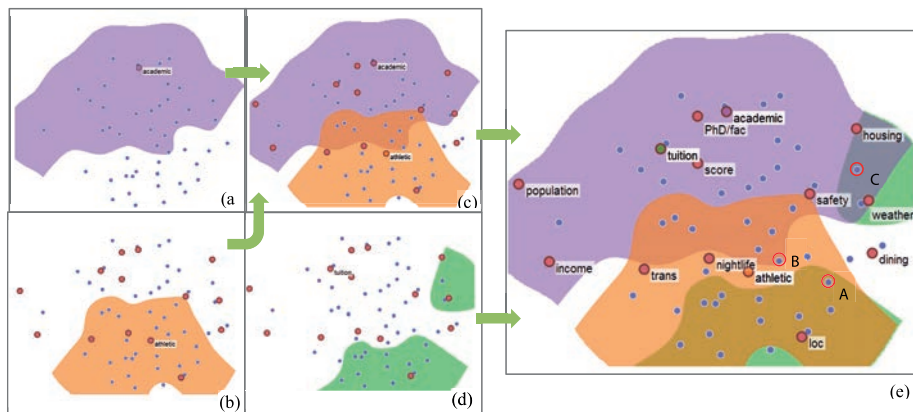 academic
(a)
academic
athletic
(c)
athletic
(b)
tuition
(d)
academic
PhD/fac
housing
tuition
score
C
population
safety
weather
income
trans
nightlife
B
athletic
dining
A
loc
(e)